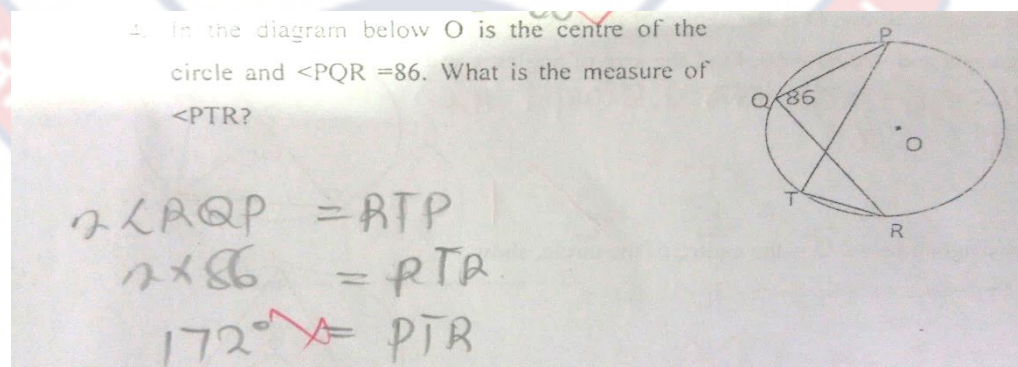 4. In the diagram below O is the centre of the
circle and <PQR =86. What is the measure of
<PTR?
P
Q 86
O
T
R
2<RQP = RTP
2×86 = PTR
172° = PTR